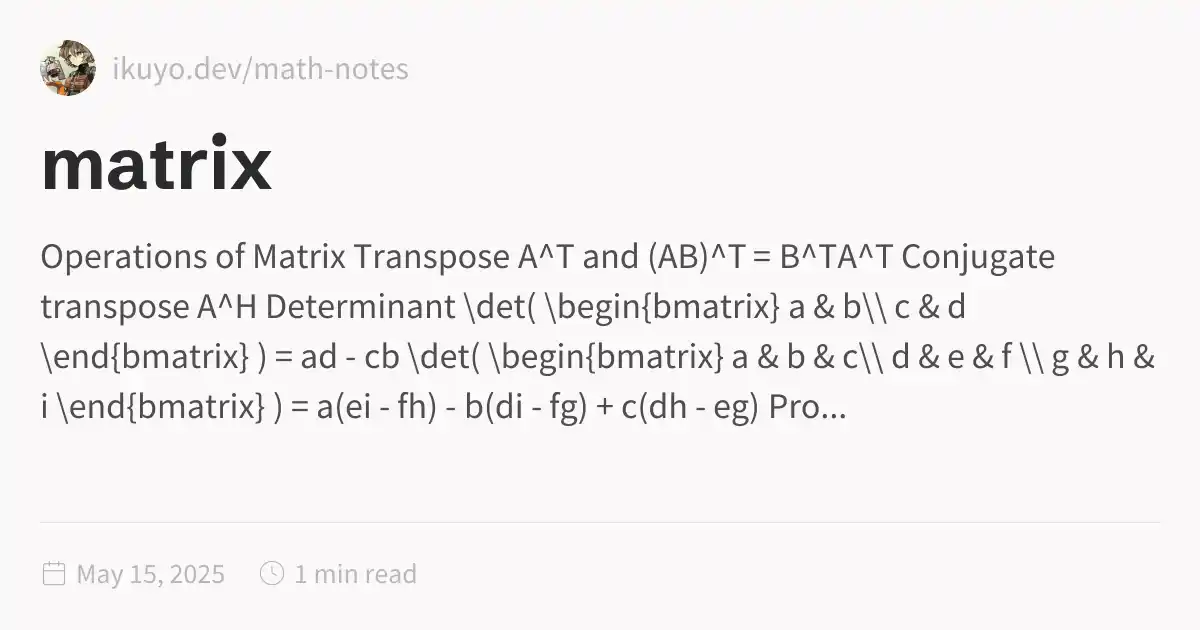 ikuyo.dev/math-notes
matrix
Operations of Matrix Transpose A^T and (AB)^T = B^TA^T Conjugate
transpose A^H Determinant \det( \begin{bmatrix} a & b\\ c & d
\end{bmatrix} ) = ad - cb \det( \begin{bmatrix} a & b & c\\ d & e & f \\ g & h &
i \end{bmatrix} ) = a(ei - fh) - b(di - fg) + c(dh - eg) Pro...
May 15, 2025 1 min read